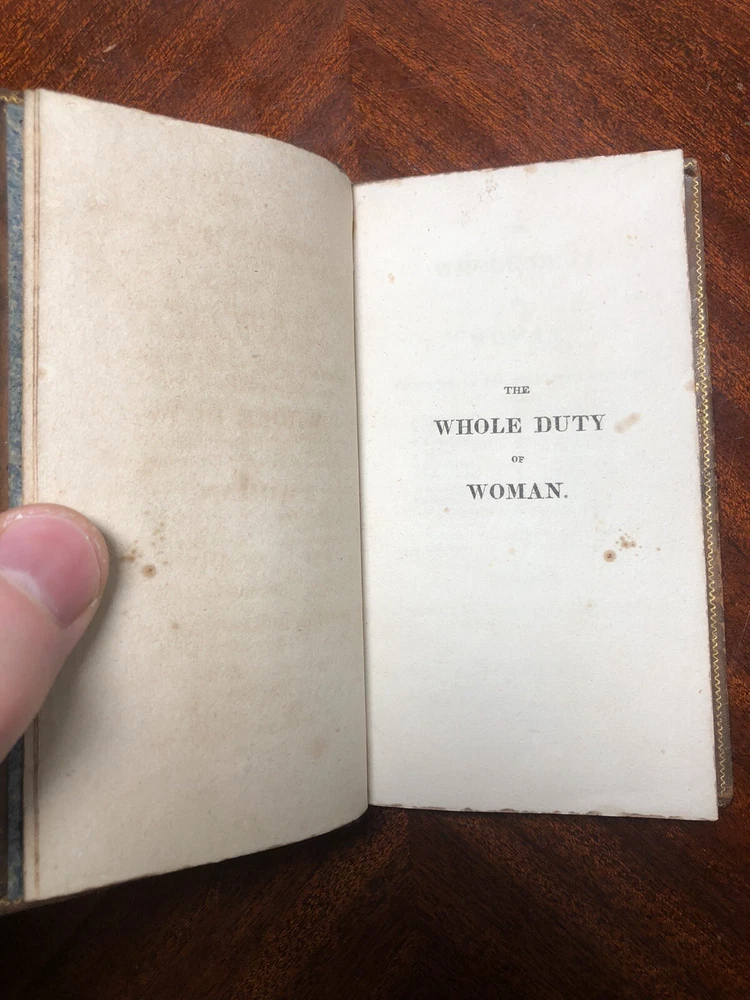 THE
WHOLE DUTY
OF
WOMAN.